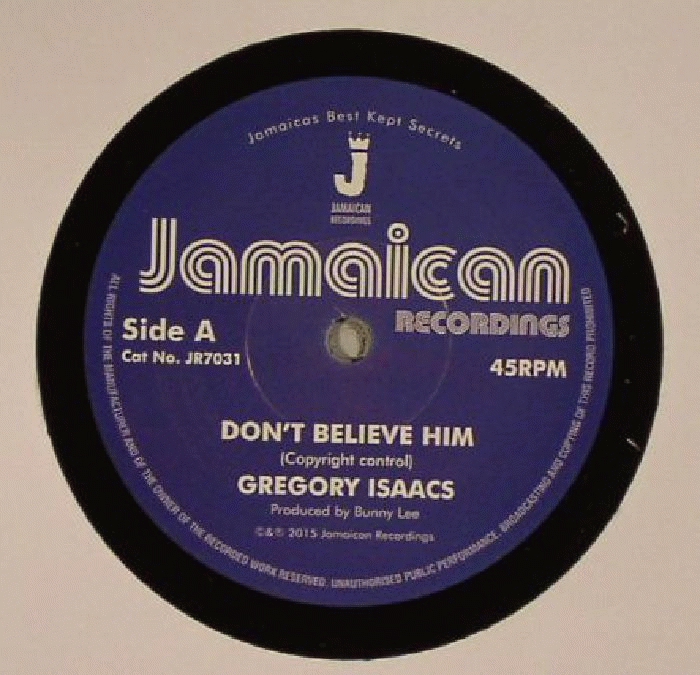 Jamaicas Best Kept Secrets
J
JAMAICAN
RECORDINGS
Jamaican
RECORDINGS
Side A
Cat No. JR7031
45RPM
DON'T BELIEVE HIM
(Copyright control)
GREGORY ISAACS
Produced by Bunny Lee
©&℗ 2015 Jamaican Recordings
ALL RIGHTS OF THE MANUFACTURER AND OF THE OWNER OF THE RECORDED WORK RESERVED. UNAUTHORISED PUBLIC PERFORMANCE, BROADCASTING AND COPYING OF THIS RECORD PROHIBITED